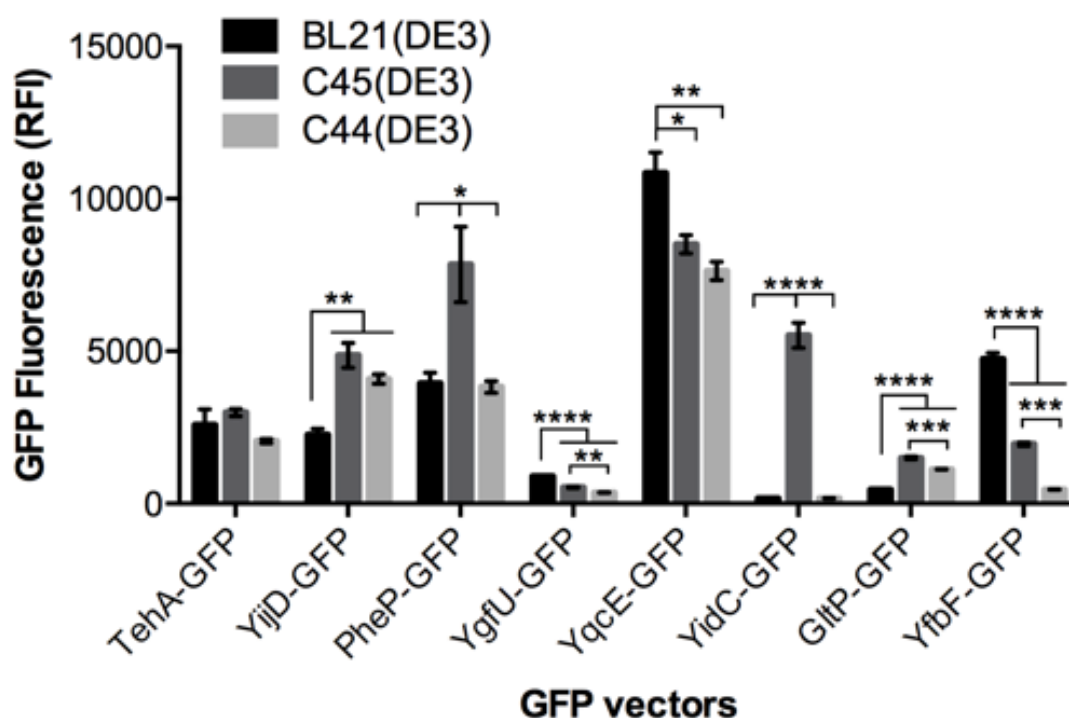 BL21(DE3)
C45(DE3)
C44(DE3)
GFP Fluorescence (RFI)
15000
10000
5000
0
**
*
****
**
**
*
****
****
***
****
***
TehA-GFP
YijD-GFP
PheP-GFP
YgfU-GFP
YqcE-GFP
YidC-GFP
GltP-GFP
YfbF-GFP
GFP vectors